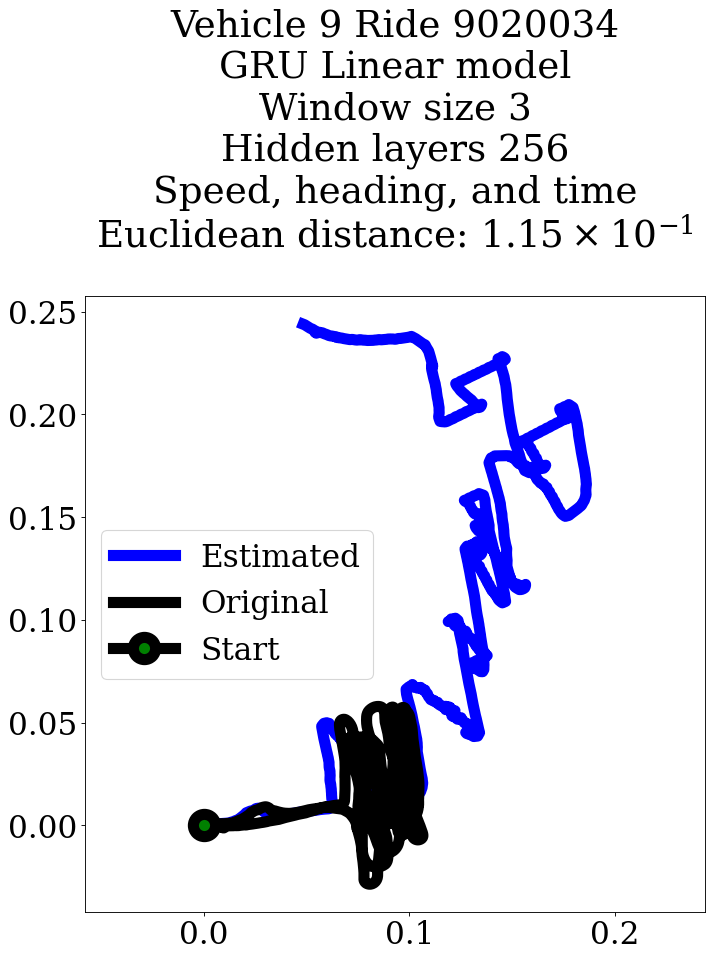 Vehicle 9 Ride 9020034
GRU Linear model
Window size 3
Hidden layers 256
Speed, heading, and time
Euclidean distance: 1.15 × 10⁻¹
0.25
0.20
0.15
0.10
0.05
0.00
Estimated
Original
Start
0.0 0.1 0.2